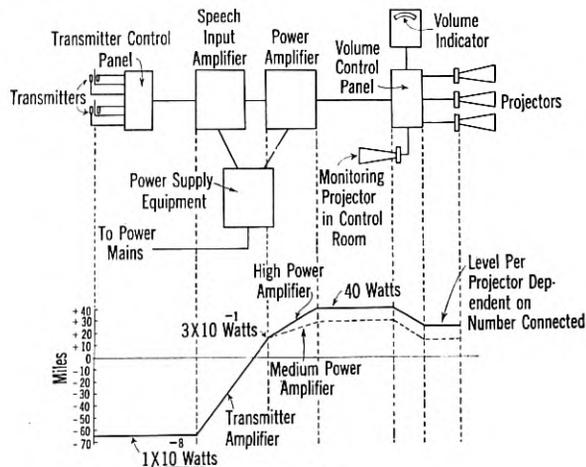 Speech
Input
Amplifier
Transmitter Control
Panel
Power
Amplifier
Volume
Indicator
Volume
Control
Panel
Transmitters
Projectors
Power Supply
Equipment
Monitoring
Projector
in Control
Room
To Power
Mains
High Power
Amplifier
40 Watts
Level Per
Projector Dep-
endent on
Number Connected
3X10⁻¹ Watts
Medium Power
Amplifier
Transmitter
Amplifier
1X10⁻⁸ Watts
Miles
+40
+30
+20
+10
0
-10
-20
-30
-40
-50
-60
-70